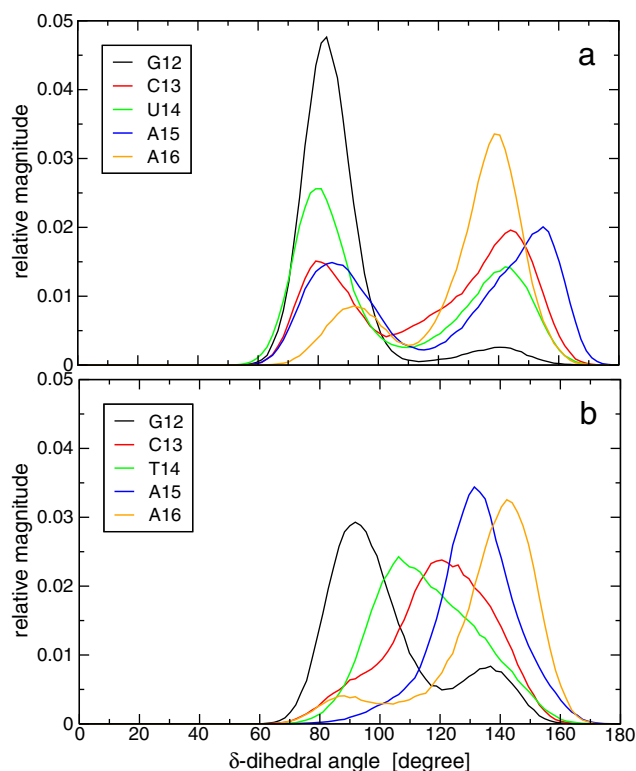 0.05
a
G12
C13
U14
A15
A16
0.04
0.03
0.02
0.01
0
relative magnitude
0.05
b
G12
C13
T14
A15
A16
0.04
0.03
0.02
0.01
0
relative magnitude
0 20 40 60 80 100 120 140 160 180
δ-dihedral angle [degree]